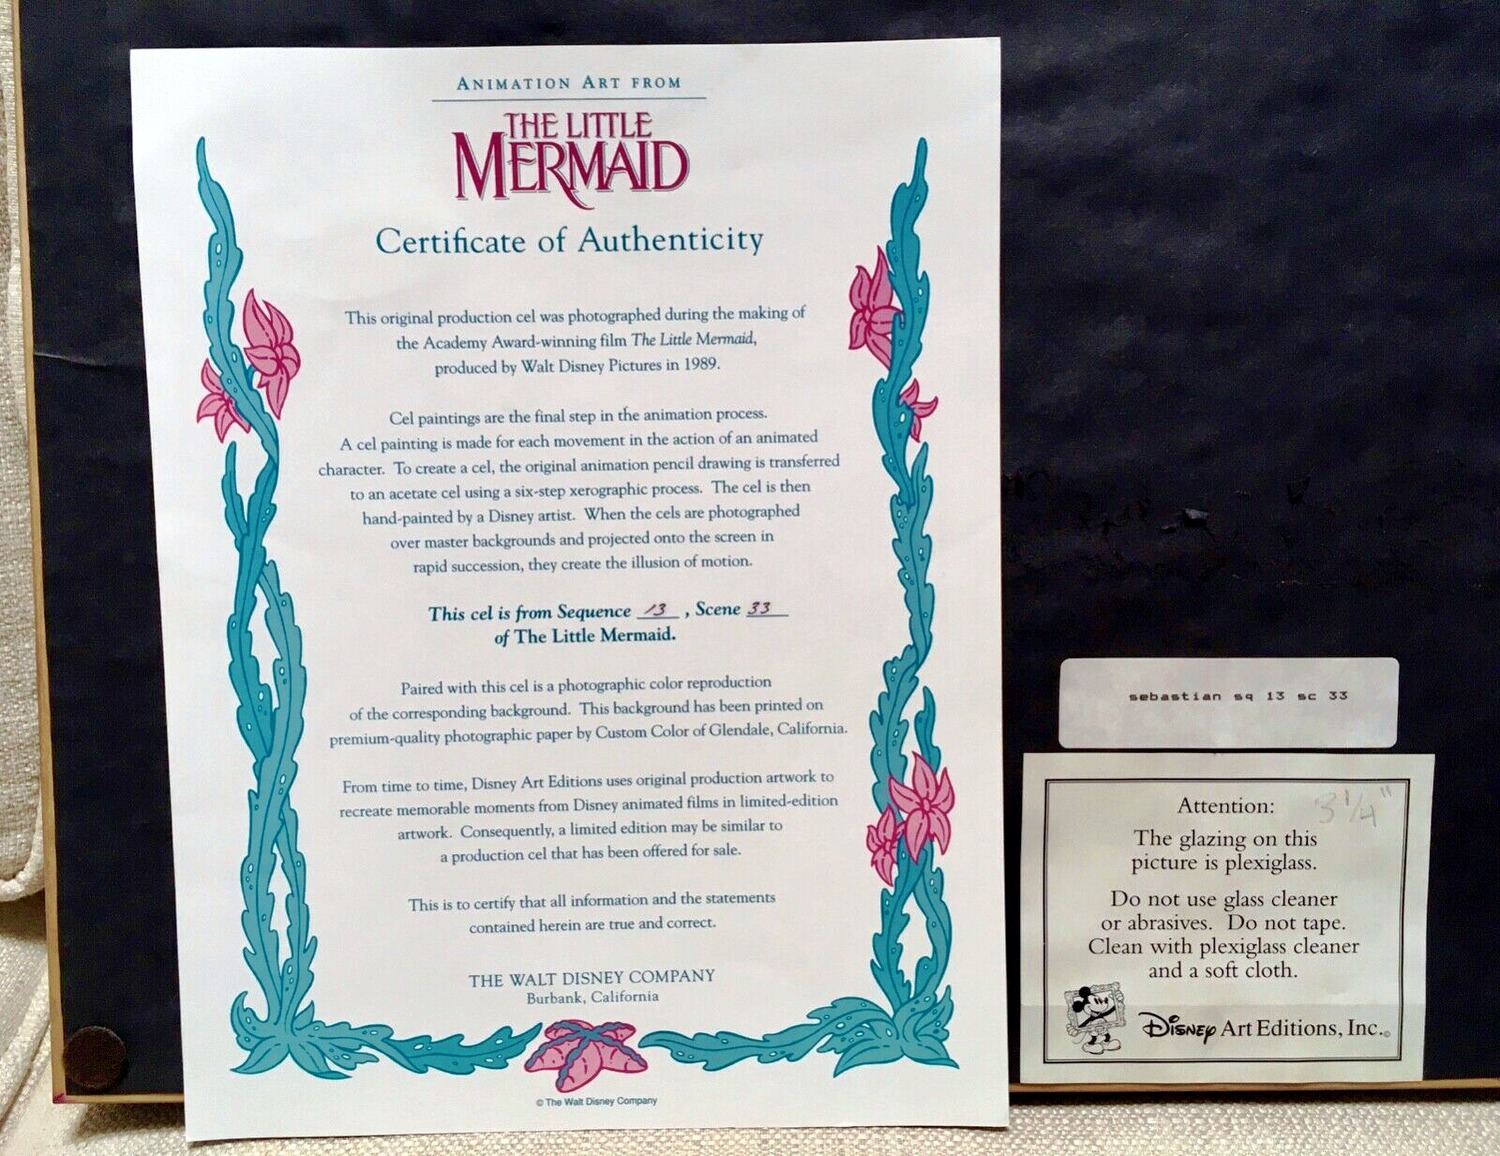 ANIMATION ART FROM
THE LITTLE
MERMAID
Certificate of Authenticity
This original production cel was photographed during the making of
the Academy Award-winning film The Little Mermaid,
produced by Walt Disney Pictures in 1989.
Cel paintings are the final step in the animation process.
A cel painting is made for each movement in the action of an animated
character. To create a cel, the original animation pencil drawing is transferred
to an acetate cel using a six-step xerographic process. The cel is then
hand-painted by a Disney artist. When the cels are photographed
over master backgrounds and projected onto the screen in
rapid succession, they create the illusion of motion.
This cel is from Sequence 13, Scene 33
of The Little Mermaid.
Paired with this cel is a photographic color reproduction
of the corresponding background. This background has been printed on
premium-quality photographic paper by Custom Color of Glendale, California.
From time to time, Disney Art Editions uses original production artwork to
recreate memorable moments from Disney animated films in limited-edition
artwork. Consequently, a limited edition may be similar to
a production cel that has been offered for sale.
This is to certify that all information and the statements
contained herein are true and correct.
THE WALT DISNEY COMPANY
Burbank, California
© The Walt Disney Company
sebastian sq 13 sc 33
Attention:
3 1/4"
The glazing on this
picture is plexiglass.
Do not use glass cleaner
or abrasives. Do not tape.
Clean with plexiglass cleaner
and a soft cloth.
DISNEY Art Editions, Inc.©